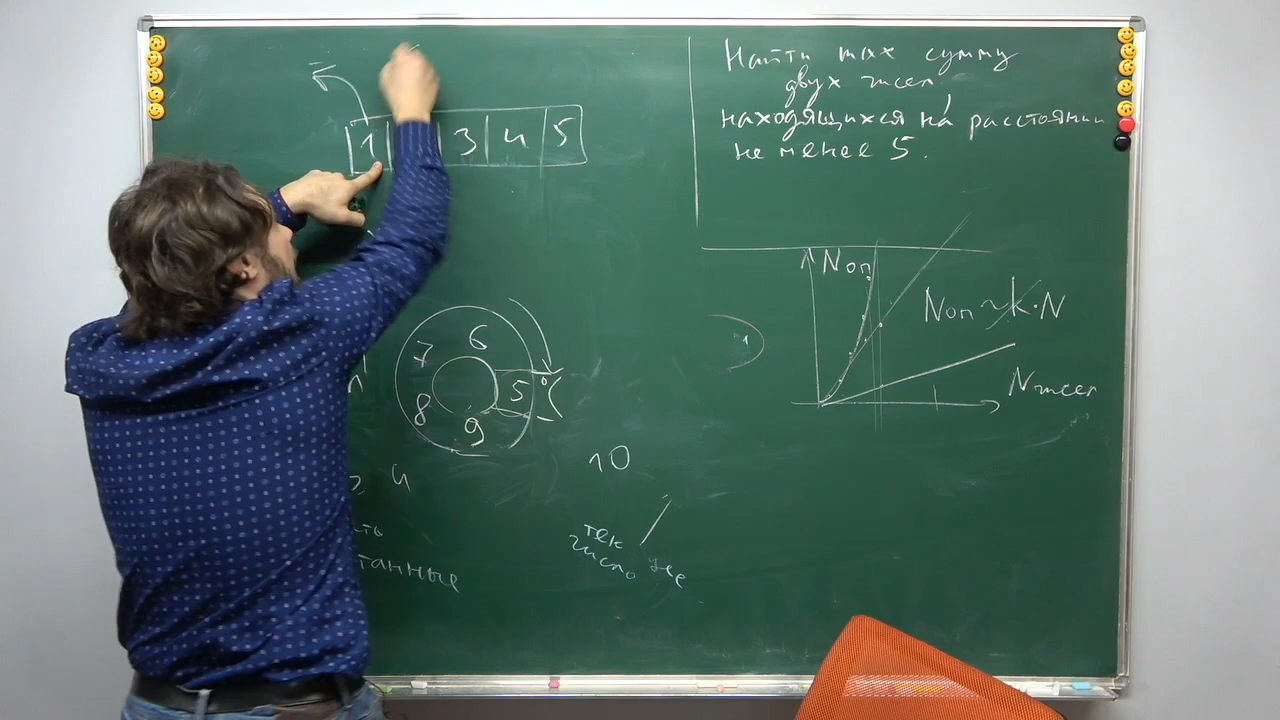 Найти max сумму
двух чисел,
находящихся на расстоянии
не менее 5.
1 3 4 5
Nоп
Nоп ~ k·N
Nчисел
6
7
5
8
9
10
4
тек
число